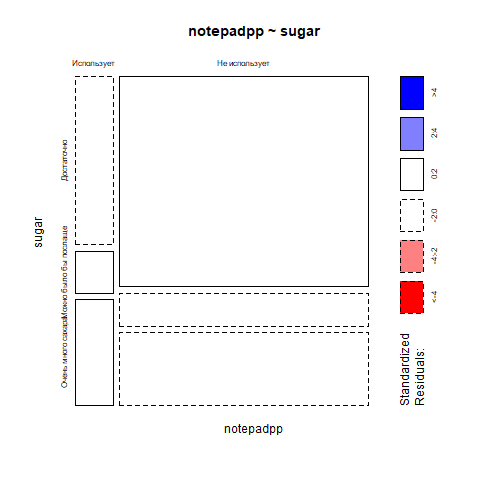 notepadpp ~ sugar
Использует
Не использует
Достаточно
Можно было бы послаще
Очень много сахара
sugar
notepadpp
>4
2:4
0:2
-2:0
-4:-2
<-4
Standardized
Residuals: